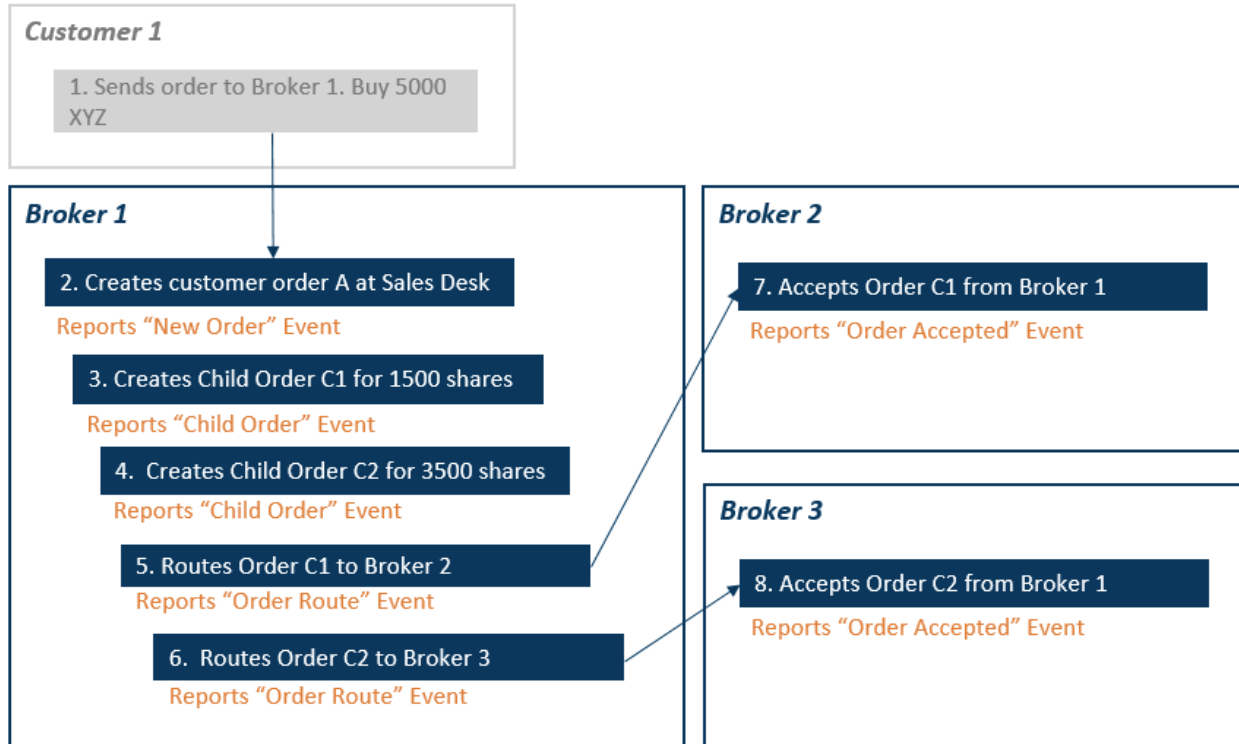 Customer 1
1. Sends order to Broker 1. Buy 5000
XYZ
Broker 1
2. Creates customer order A at Sales Desk
Reports “New Order” Event
3. Creates Child Order C1 for 1500 shares
Reports “Child Order” Event
4. Creates Child Order C2 for 3500 shares
Reports “Child Order” Event
5. Routes Order C1 to Broker 2
Reports “Order Route” Event
6. Routes Order C2 to Broker 3
Reports “Order Route” Event
Broker 2
7. Accepts Order C1 from Broker 1
Reports “Order Accepted” Event
Broker 3
8. Accepts Order C2 from Broker 1
Reports “Order Accepted” Event